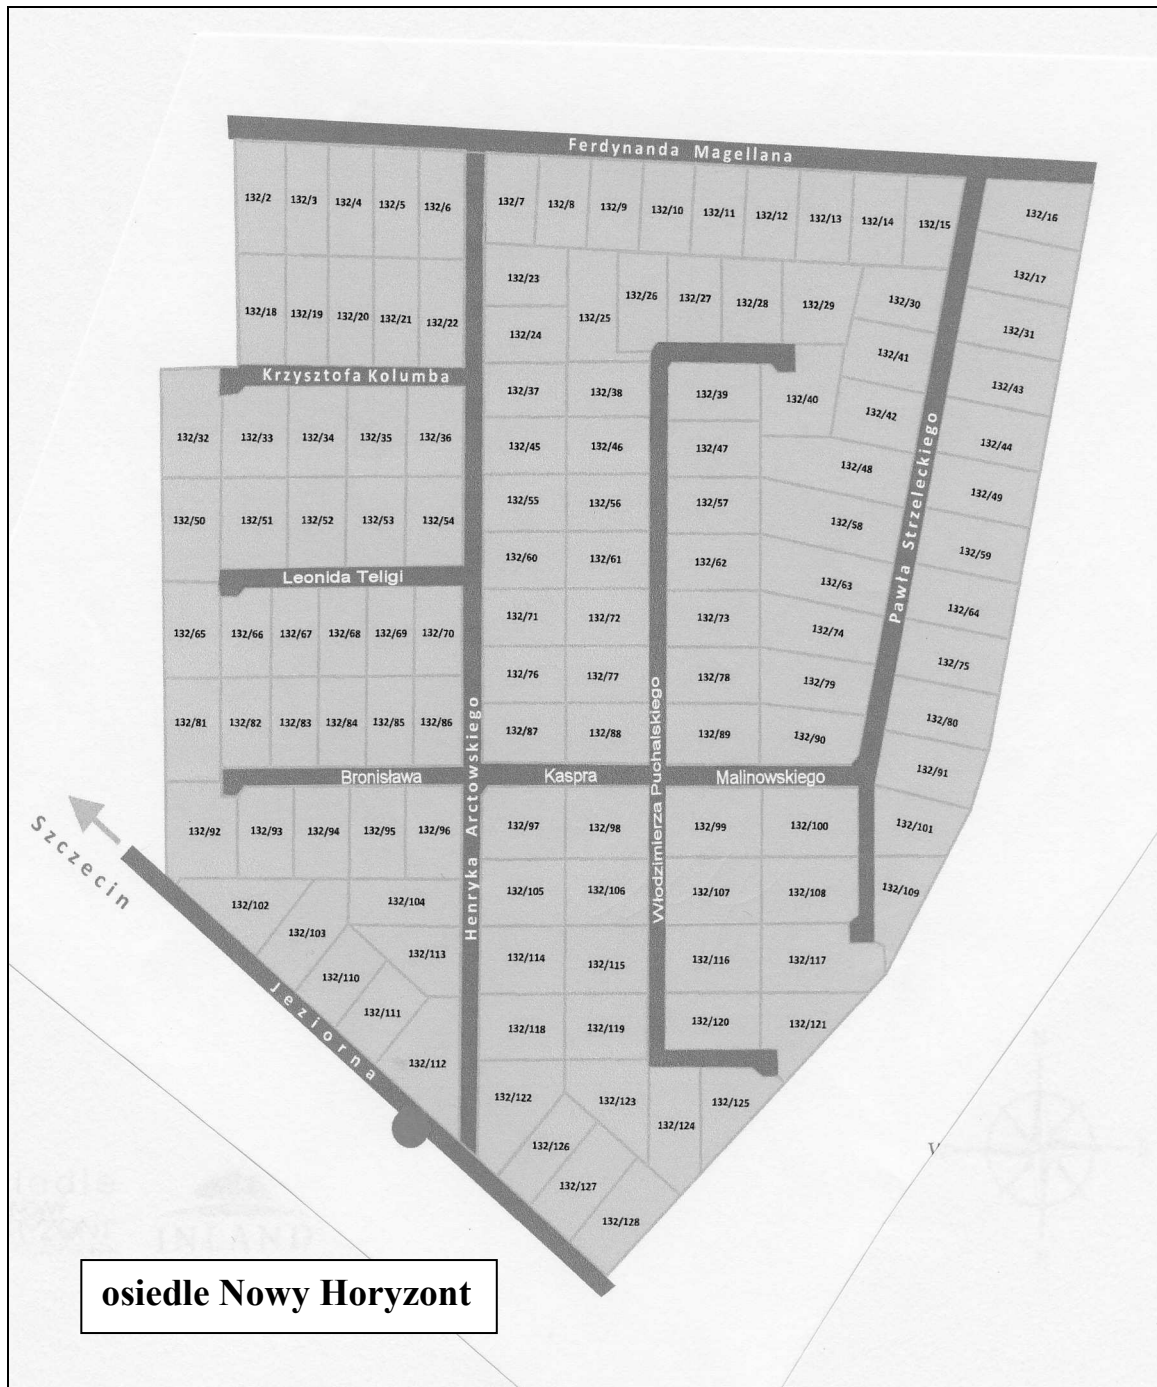 Ferdynanda Magellana
132/2 132/3 132/4 132/5 132/6 132/7 132/8 132/9 132/10 132/11 132/12 132/13 132/14 132/15 132/16
132/23 132/17
132/26 132/27 132/28 132/29 132/30
132/18 132/19 132/20 132/21 132/22 132/24 132/25 132/31
132/41
Krzysztofa Kolumba
132/37 132/38 132/39 132/40 132/43
132/42
132/32 132/33 132/34 132/35 132/36 132/45 132/46 132/47 132/44
132/48
Pawła Strzeleckiego
132/55 132/56 132/57 132/49
132/50 132/51 132/52 132/53 132/54 132/58
132/60 132/61 132/62 132/59
Leonida Teligi
132/63
132/71 132/72 132/73 132/64
132/65 132/66 132/67 132/68 132/69 132/70 132/74
132/76 132/77 132/78 132/79 132/75
132/81 132/82 132/83 132/84 132/85 132/86 132/87 132/88 132/89 132/90 132/80
Henryka Arctowskiego
Włodzimierza Puchalskiego
Bronisława Kaspra Malinowskiego
132/91
132/92 132/93 132/94 132/95 132/96 132/97 132/98 132/99 132/100 132/101
Szczecin
132/105 132/106 132/107 132/108 132/109
132/102 132/104
132/103
132/113 132/114 132/115 132/116 132/117
132/110
Jeziorna
132/111 132/118 132/119 132/120 132/121
132/112
132/122 132/123 132/124 132/125
132/126
132/127
132/128
W
osiedle Nowy Horyzont